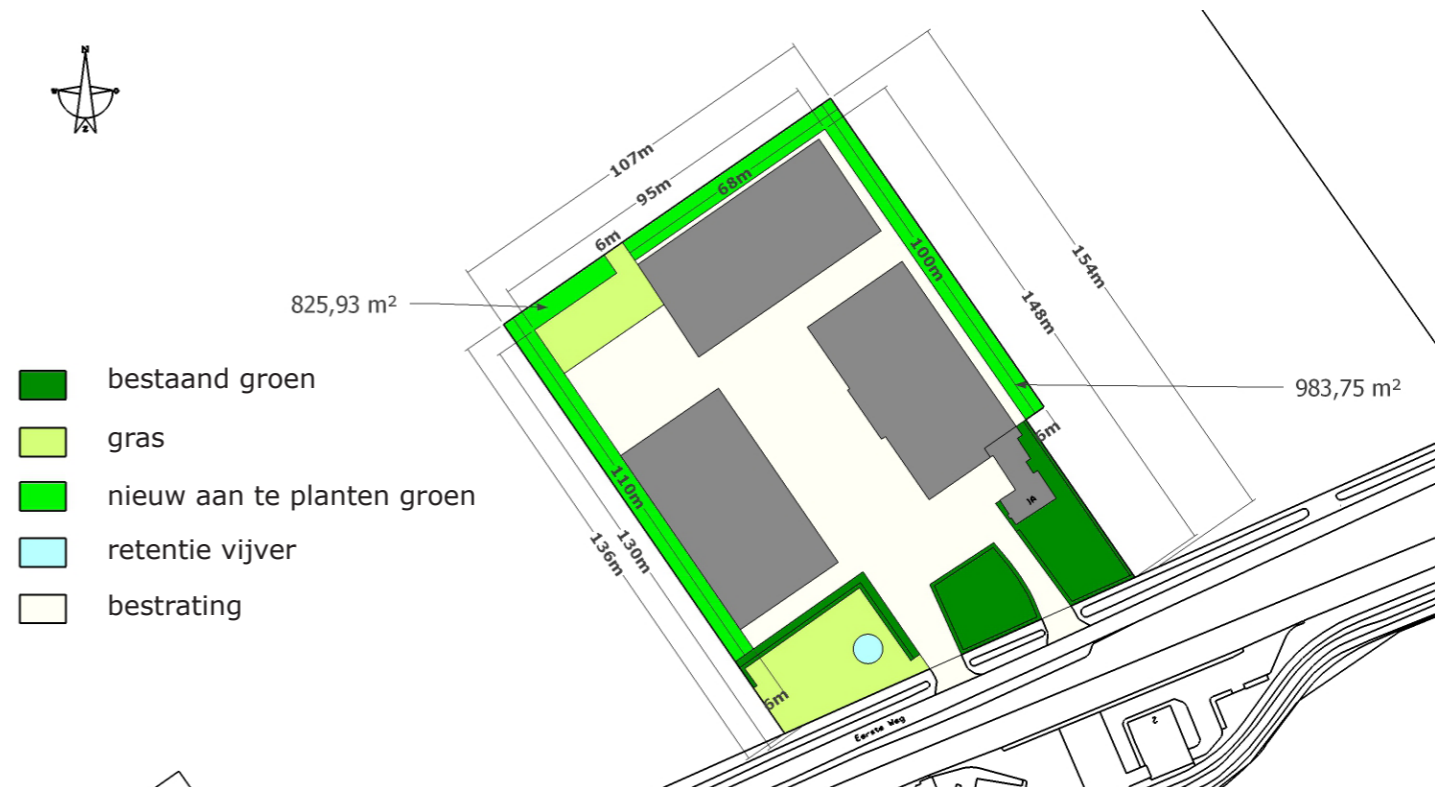 N
Z
107m
95m
68m
6m
825,93 m²
100m
154m
148m
983,75 m²
6m
bestaand groen
gras
nieuw aan te planten groen
retentie vijver
bestrating
110m
130m
136m
1A
6m
Eerste Weg
2